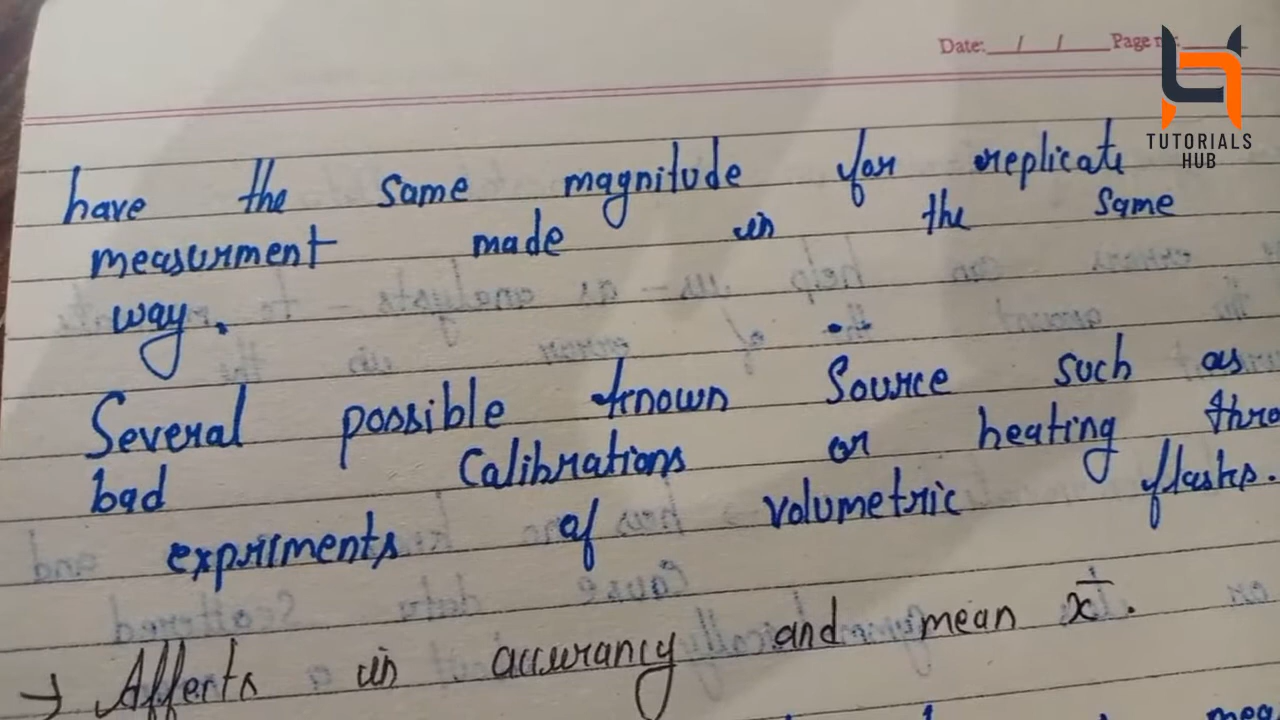 Date: / / Page n
TUTORIALS
HUB
have the same magnitude for replicate
measurment made in the same
way.
Several possible known Source such as
bad Calibrations or heating thro
expriments of volumetric flasks.
→ Affects in accurancy and mean x̄.